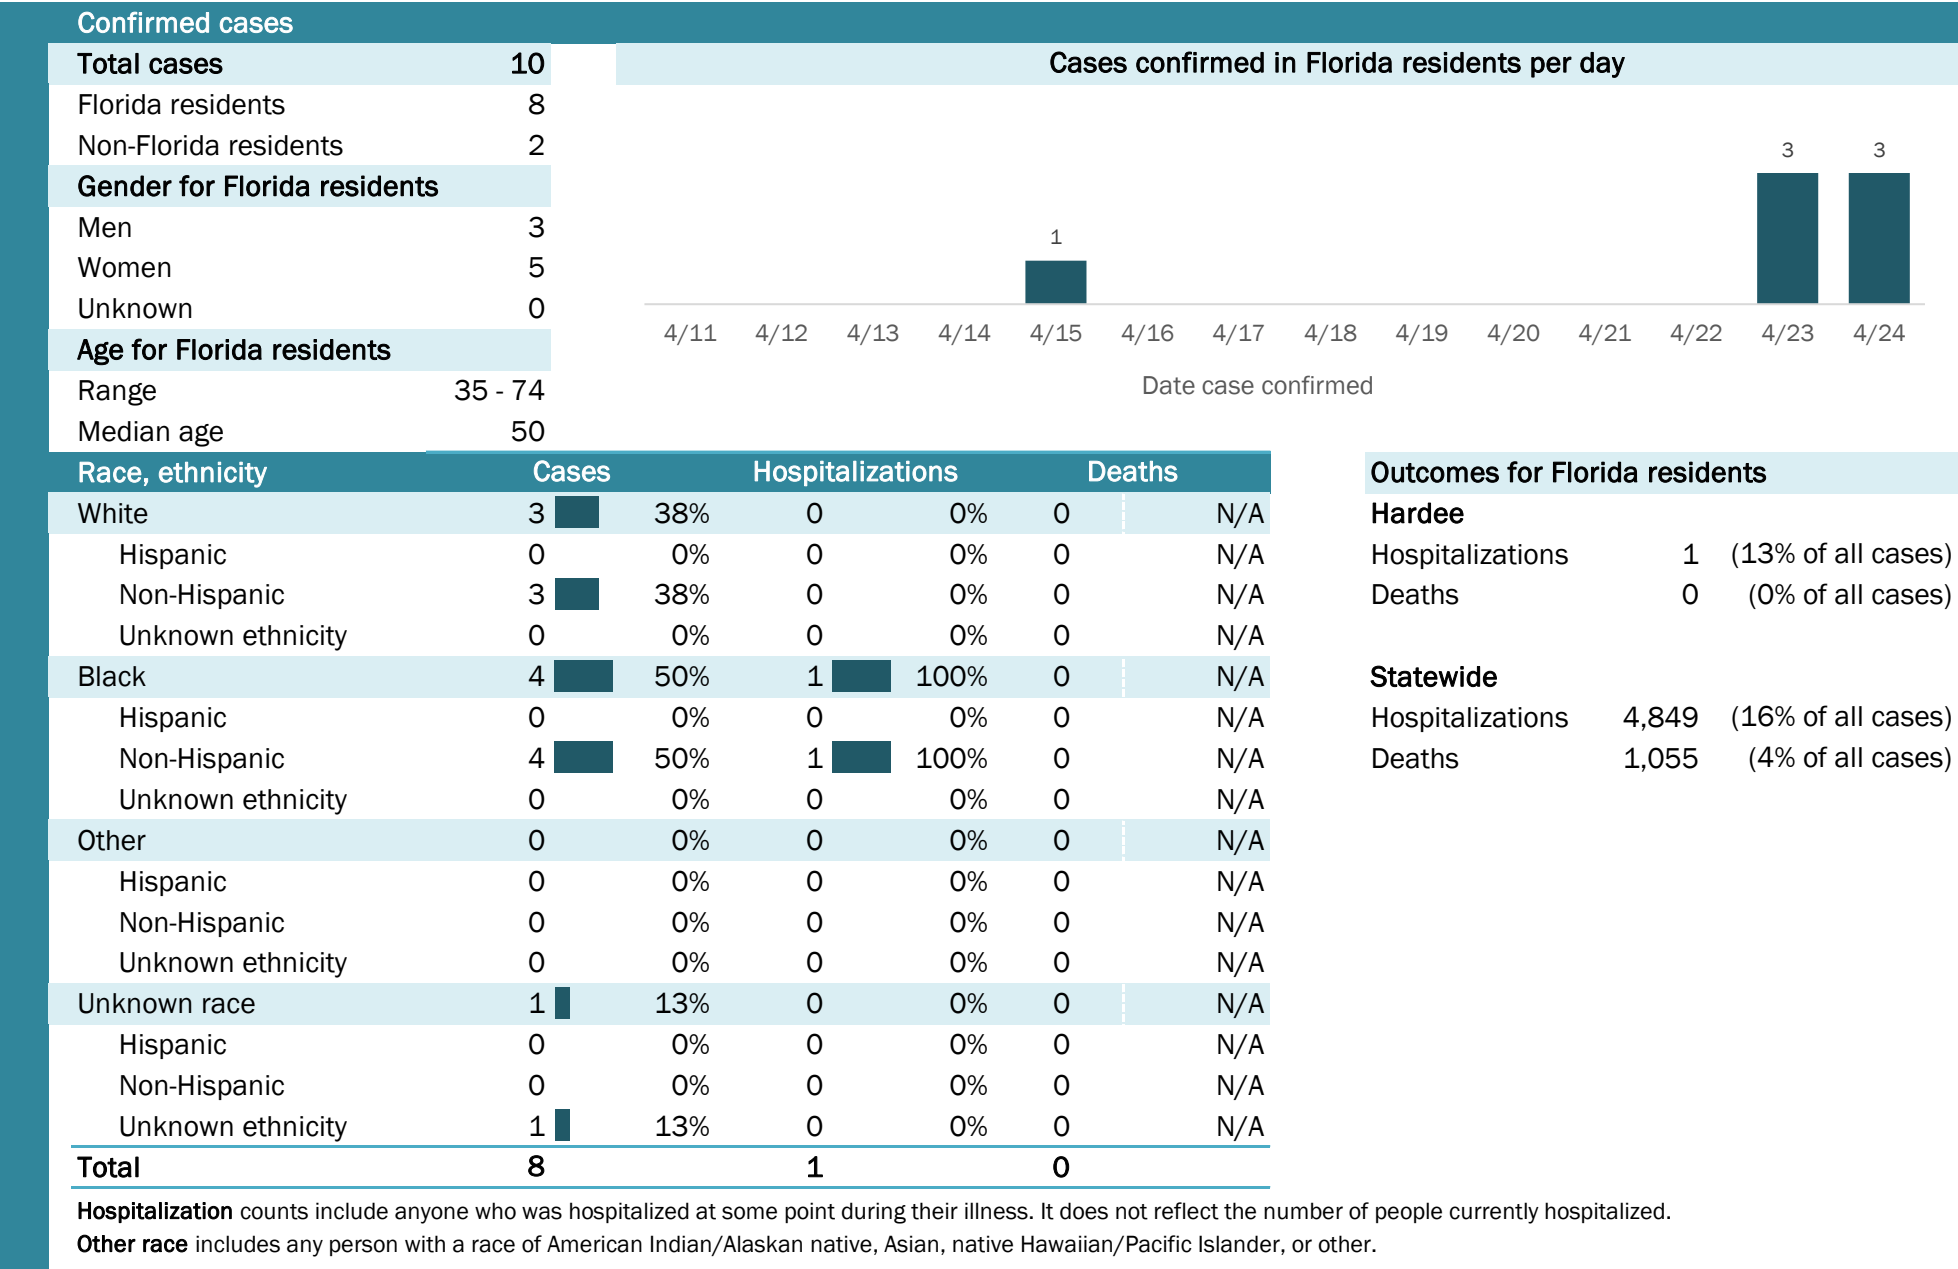 Confirmed cases
Total cases 10
Florida residents 8
Non-Florida residents 2
Gender for Florida residents
Men 3
Women 5
Unknown 0
Age for Florida residents
Range 35 - 74
Median age 50
Cases confirmed in Florida residents per day
1 3 3
4/11 4/12 4/13 4/14 4/15 4/16 4/17 4/18 4/19 4/20 4/21 4/22 4/23 4/24
Date case confirmed
Race, ethnicity Cases Hospitalizations Deaths
White 3 38% 0 0% 0 N/A
Hispanic 0 0% 0 0% 0 N/A
Non-Hispanic 3 38% 0 0% 0 N/A
Unknown ethnicity 0 0% 0 0% 0 N/A
Black 4 50% 1 100% 0 N/A
Hispanic 0 0% 0 0% 0 N/A
Non-Hispanic 4 50% 1 100% 0 N/A
Unknown ethnicity 0 0% 0 0% 0 N/A
Other 0 0% 0 0% 0 N/A
Hispanic 0 0% 0 0% 0 N/A
Non-Hispanic 0 0% 0 0% 0 N/A
Unknown ethnicity 0 0% 0 0% 0 N/A
Unknown race 1 13% 0 0% 0 N/A
Hispanic 0 0% 0 0% 0 N/A
Non-Hispanic 0 0% 0 0% 0 N/A
Unknown ethnicity 1 13% 0 0% 0 N/A
Total 8 1 0
Outcomes for Florida residents
Hardee
Hospitalizations 1 (13% of all cases)
Deaths 0 (0% of all cases)
Statewide
Hospitalizations 4,849 (16% of all cases)
Deaths 1,055 (4% of all cases)
Hospitalization counts include anyone who was hospitalized at some point during their illness. It does not reflect the number of people currently hospitalized.
Other race includes any person with a race of American Indian/Alaskan native, Asian, native Hawaiian/Pacific Islander, or other.